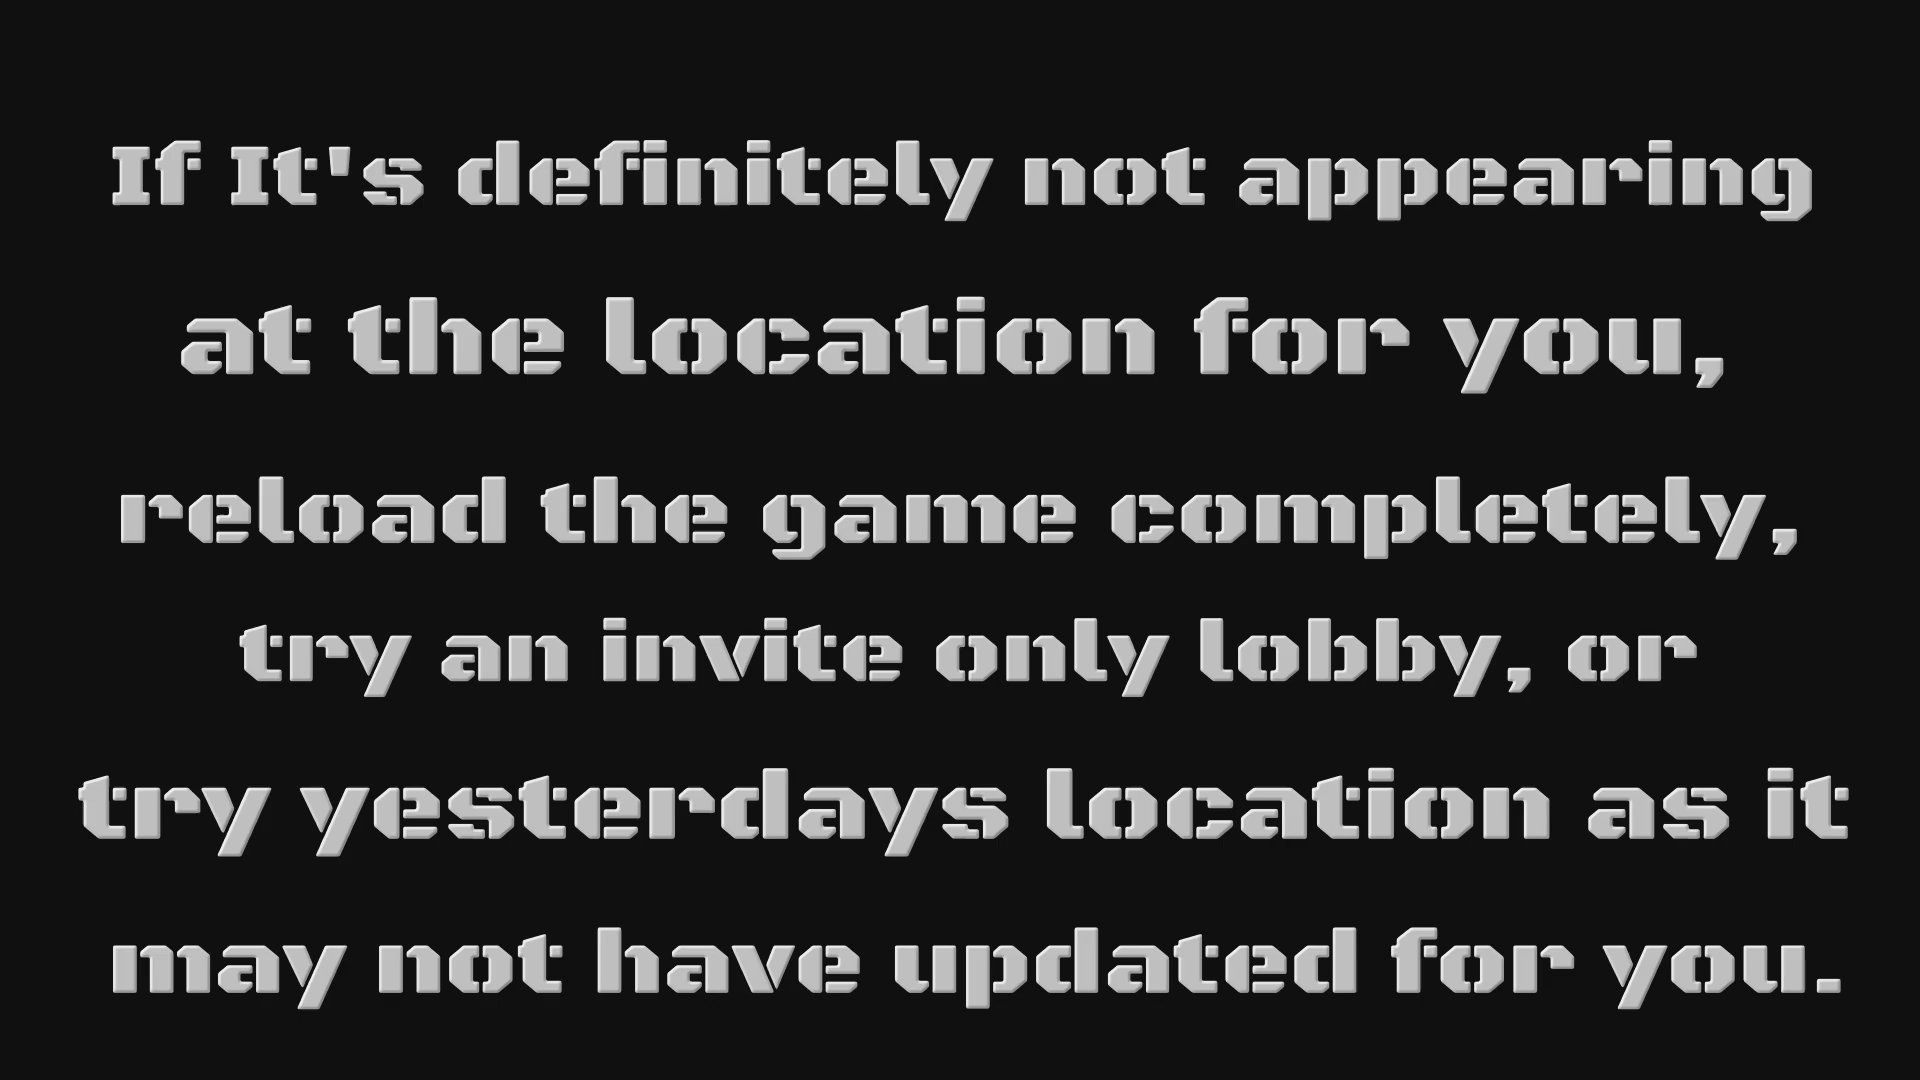 If It's definitely not appearing
at the location for you,
reload the game completely,
try an invite only lobby, or
try yesterdays location as it
may not have updated for you.